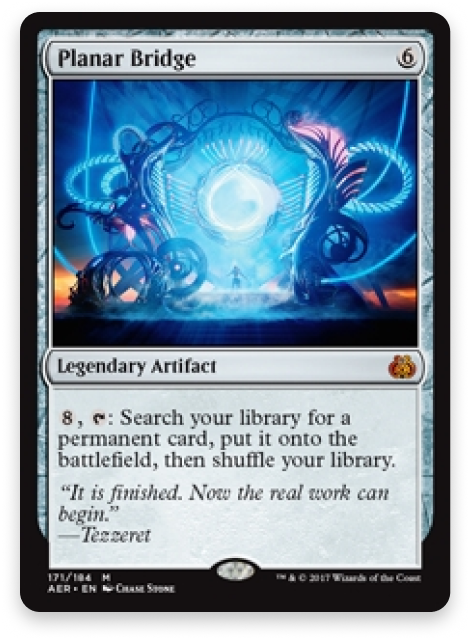 Planar Bridge 6
Legendary Artifact
8, : Search your library for a
permanent card, put it onto the
battlefield, then shuffle your library.
“It is finished. Now the real work can
begin.”
—Tezzeret
171/184 M
AER • EN Chase Stone
™ & © 2017 Wizards of the Coast